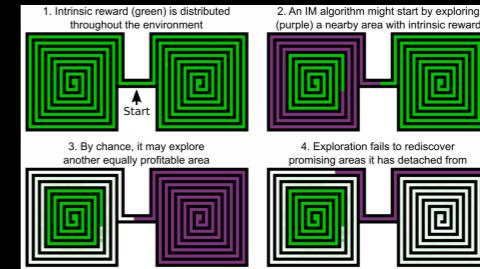 1. Intrinsic reward (green) is distributed
throughout the environment
2. An IM algorithm might start by exploring
(purple) a nearby area with intrinsic reward
Start
3. By chance, it may explore
another equally profitable area
4. Exploration fails to rediscover
promising areas it has detached from